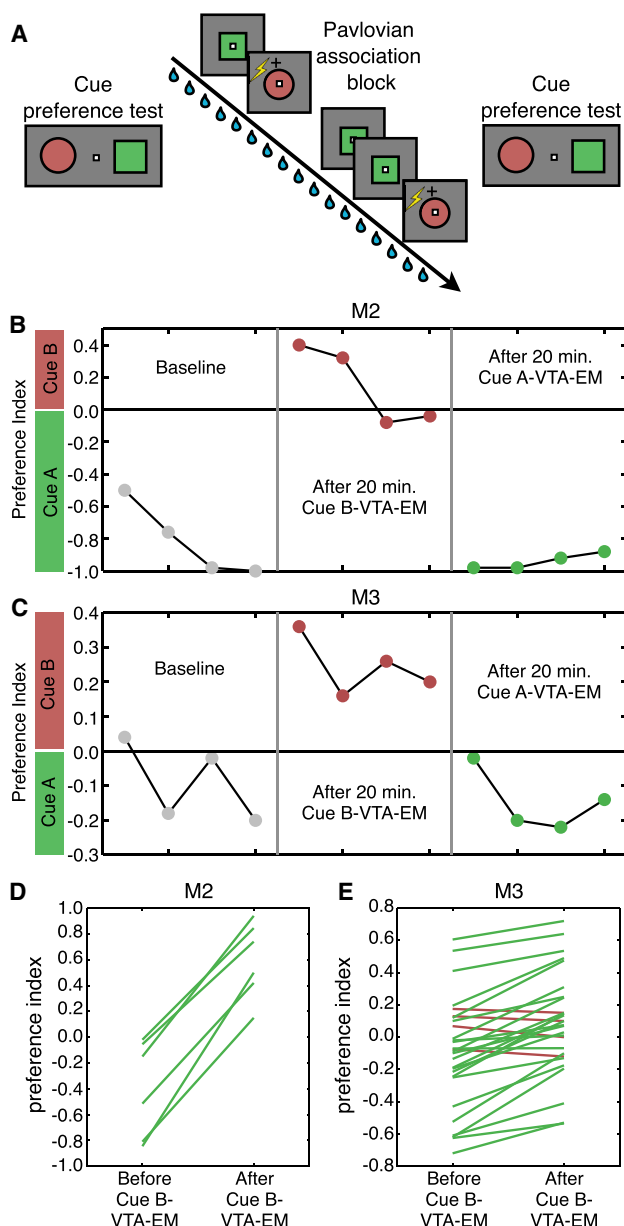 A
Pavlovian
association
block
Cue
preference test
Cue
preference test
+
+
B
M2
Preference Index
Cue B
Cue A
0.4
0.2
0.0
-0.2
-0.4
-0.6
-0.8
-1.0
Baseline
After 20 min.
Cue B-VTA-EM
After 20 min.
Cue A-VTA-EM
C
M3
Preference Index
Cue B
Cue A
0.4
0.3
0.2
0.1
0.0
-0.1
-0.2
-0.3
Baseline
After 20 min.
Cue B-VTA-EM
After 20 min.
Cue A-VTA-EM
D
M2
preference index
1.0
0.8
0.6
0.4
0.2
0.0
-0.2
-0.4
-0.6
-0.8
-1.0
Before
Cue B-
VTA-EM
After
Cue B-
VTA-EM
E
M3
preference index
0.8
0.6
0.4
0.2
0.0
-0.2
-0.4
-0.6
-0.8
Before
Cue B-
VTA-EM
After
Cue B-
VTA-EM